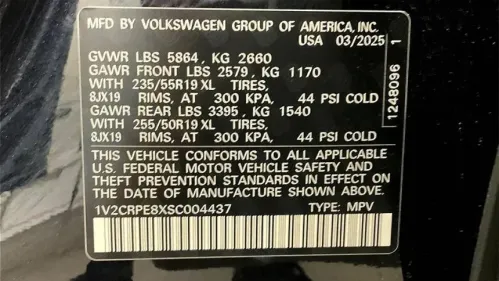 MFD BY VOLKSWAGEN GROUP OF AMERICA, INC.
USA 03/2025
GVWR LBS 5864, KG 2660
GAWR FRONT LBS 2579, KG 1170
WITH 235/55R19 XL TIRES,
8JX19 RIMS, AT 300 KPA, 44 PSI COLD
GAWR REAR LBS 3395, KG 1540
WITH 255/50R19 XL TIRES,
8JX19 RIMS, AT 300 KPA, 44 PSI COLD
THIS VEHICLE CONFORMS TO ALL APPLICABLE
U.S. FEDERAL MOTOR VEHICLE SAFETY AND
THEFT PREVENTION STANDARDS IN EFFECT ON
THE DATE OF MANUFACTURE SHOWN ABOVE.
1V2CRPE8XSC004437 TYPE: MPV
1248096 1